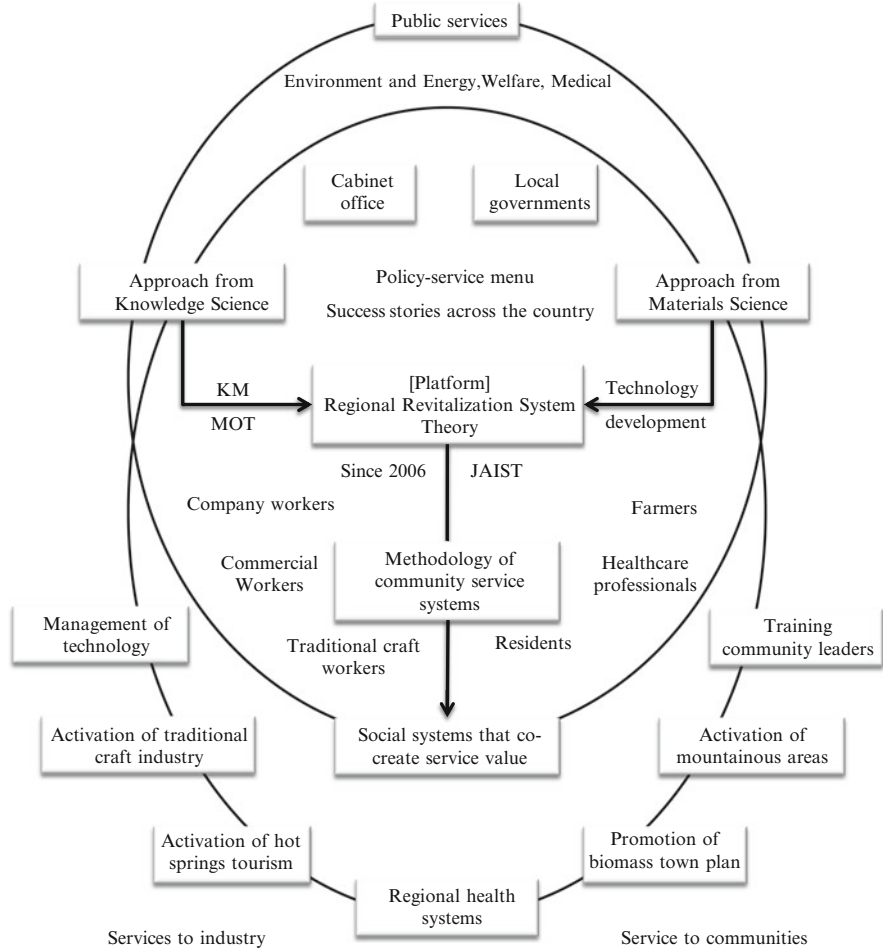 Public services
Environment and Energy,Welfare, Medical
Cabinet
office
Local
governments
Approach from
Knowledge Science
Policy-service menu
Success stories across the country
Approach from
Materials Science
KM
MOT
[Platform]
Regional Revitalization System
Theory
Technology
development
Since 2006
JAIST
Company workers
Farmers
Commercial
Workers
Methodology of
community service
systems
Healthcare
professionals
Management of
technology
Traditional craft
workers
Residents
Training
community leaders
Activation of traditional
craft industry
Social systems that co-
create service value
Activation of
mountainous areas
Activation of hot
springs tourism
Promotion of
biomass town plan
Regional health
systems
Services to industry
Service to communities